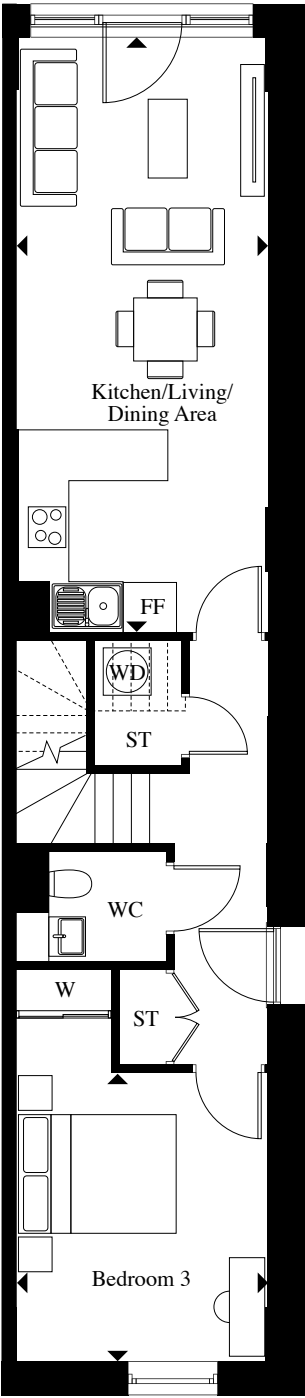 Kitchen/Living/
Dining Area
FF
WD
ST
WC
W
ST
Bedroom 3